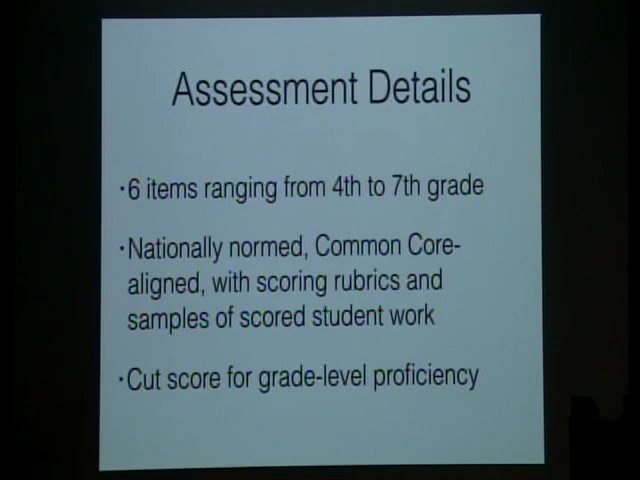 Assessment Details
·6 items ranging from 4th to 7th grade
·Nationally normed, Common Core-
aligned, with scoring rubrics and
samples of scored student work
·Cut score for grade-level proficiency